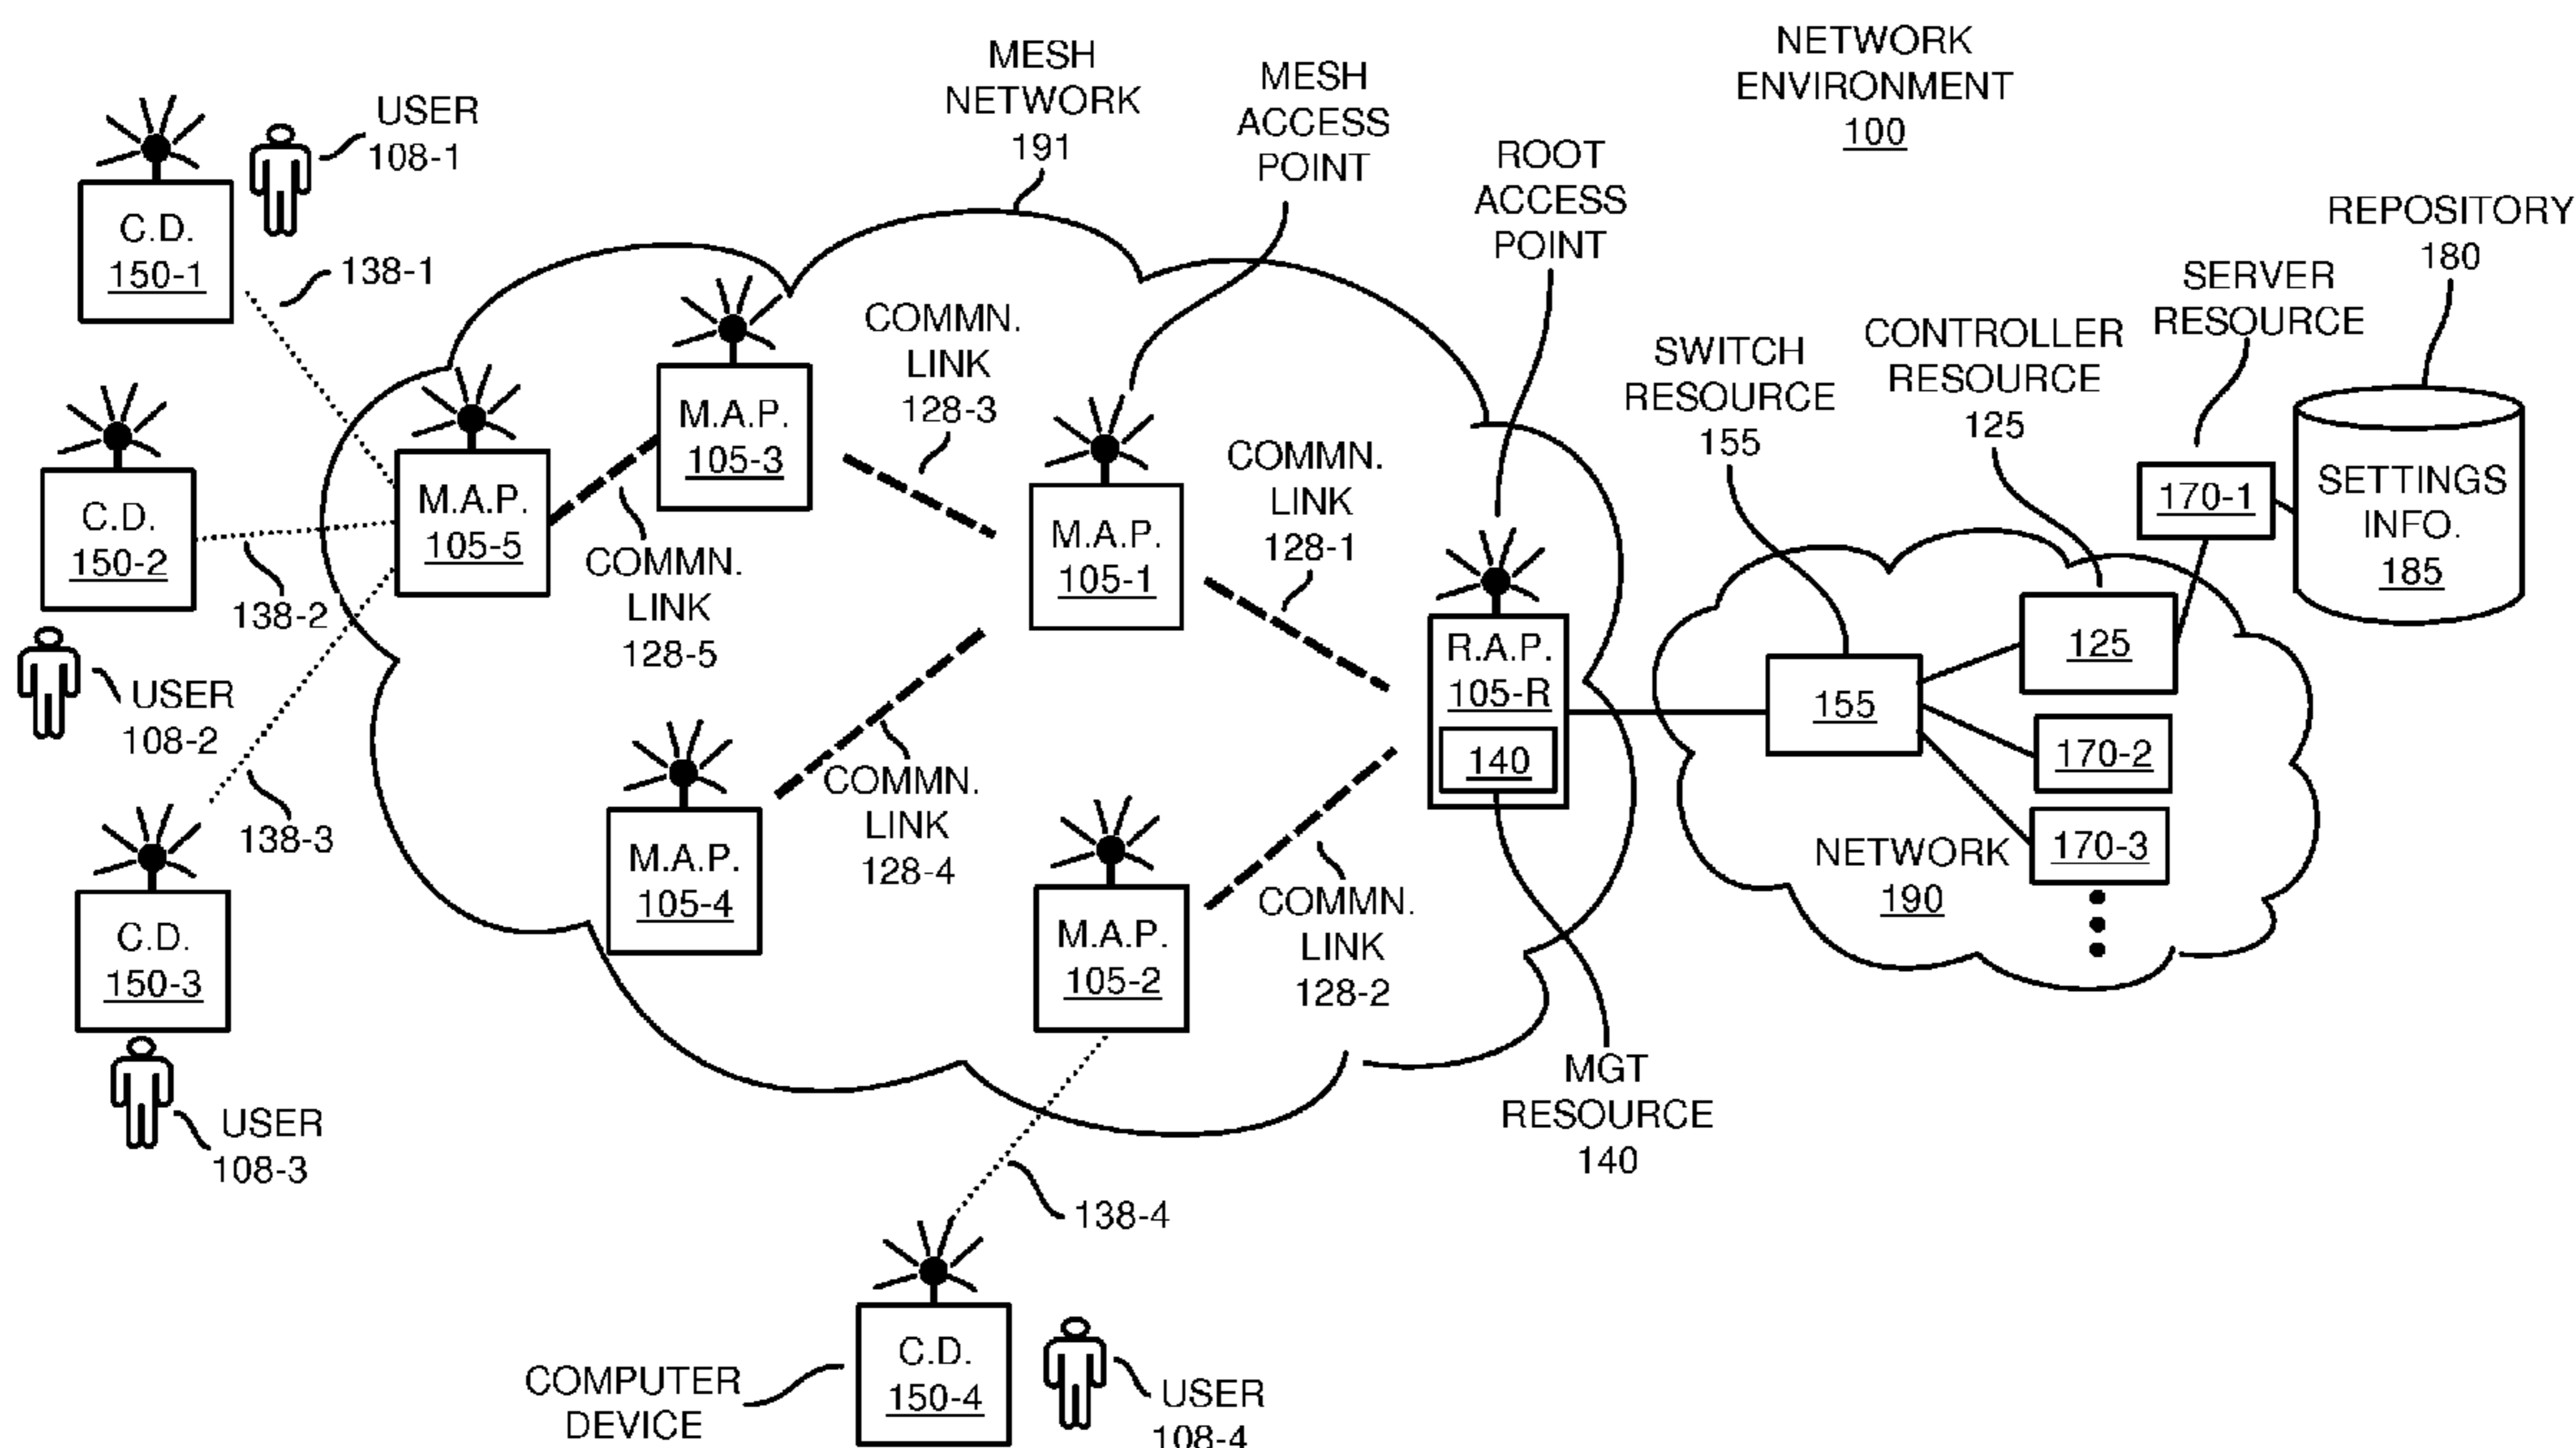 NETWORK
ENVIRONMENT
100
MESH
NETWORK
191
MESH
ACCESS
POINT
ROOT
ACCESS
POINT
USER
108-1
C.D.
150-1
138-1
C.D.
150-2
138-2
USER
108-2
138-3
C.D.
150-3
USER
108-3
M.A.P.
105-5
M.A.P.
105-3
COMMN.
LINK
128-5
COMMN.
LINK
128-3
M.A.P.
105-1
COMMN.
LINK
128-1
M.A.P.
105-4
COMMN.
LINK
128-4
M.A.P.
105-2
COMMN.
LINK
128-2
R.A.P.
105-R
140
MGT
RESOURCE
140
138-4
COMPUTER
DEVICE
C.D.
150-4
USER
108-4
SWITCH
RESOURCE
155
CONTROLLER
RESOURCE
125
SERVER
RESOURCE
REPOSITORY
180
170-1
SETTINGS
INFO.
185
155
125
170-2
170-3
NETWORK
190